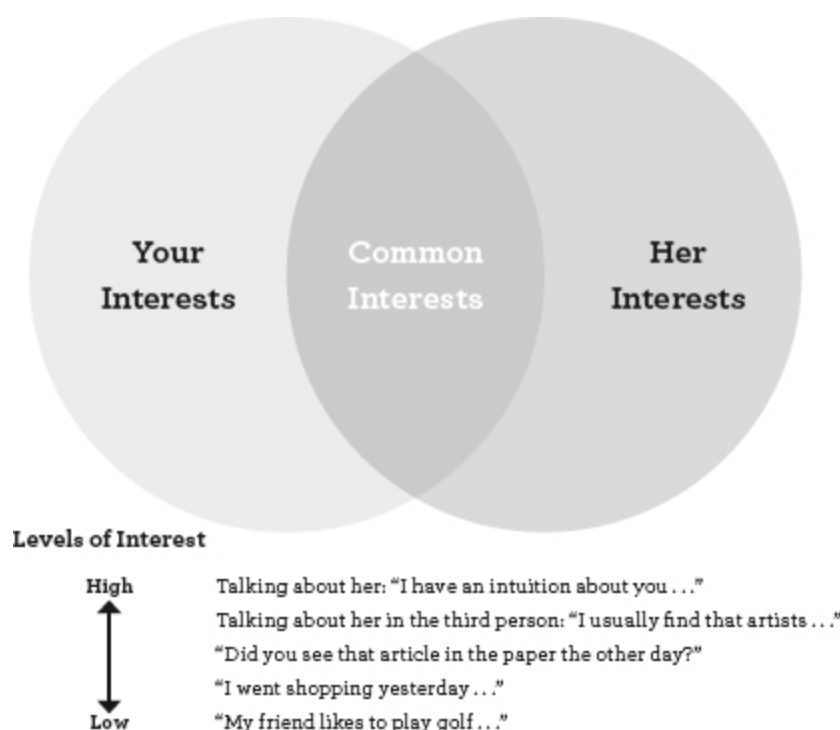 Your
Interests
Common
Interests
Her
Interests
Levels of Interest
High
Talking about her: “I have an intuition about you . . .”
Talking about her in the third person: “I usually find that artists . . .”
“Did you see that article in the paper the other day?”
“I went shopping yesterday . . .”
Low
“My friend likes to play golf . . .”